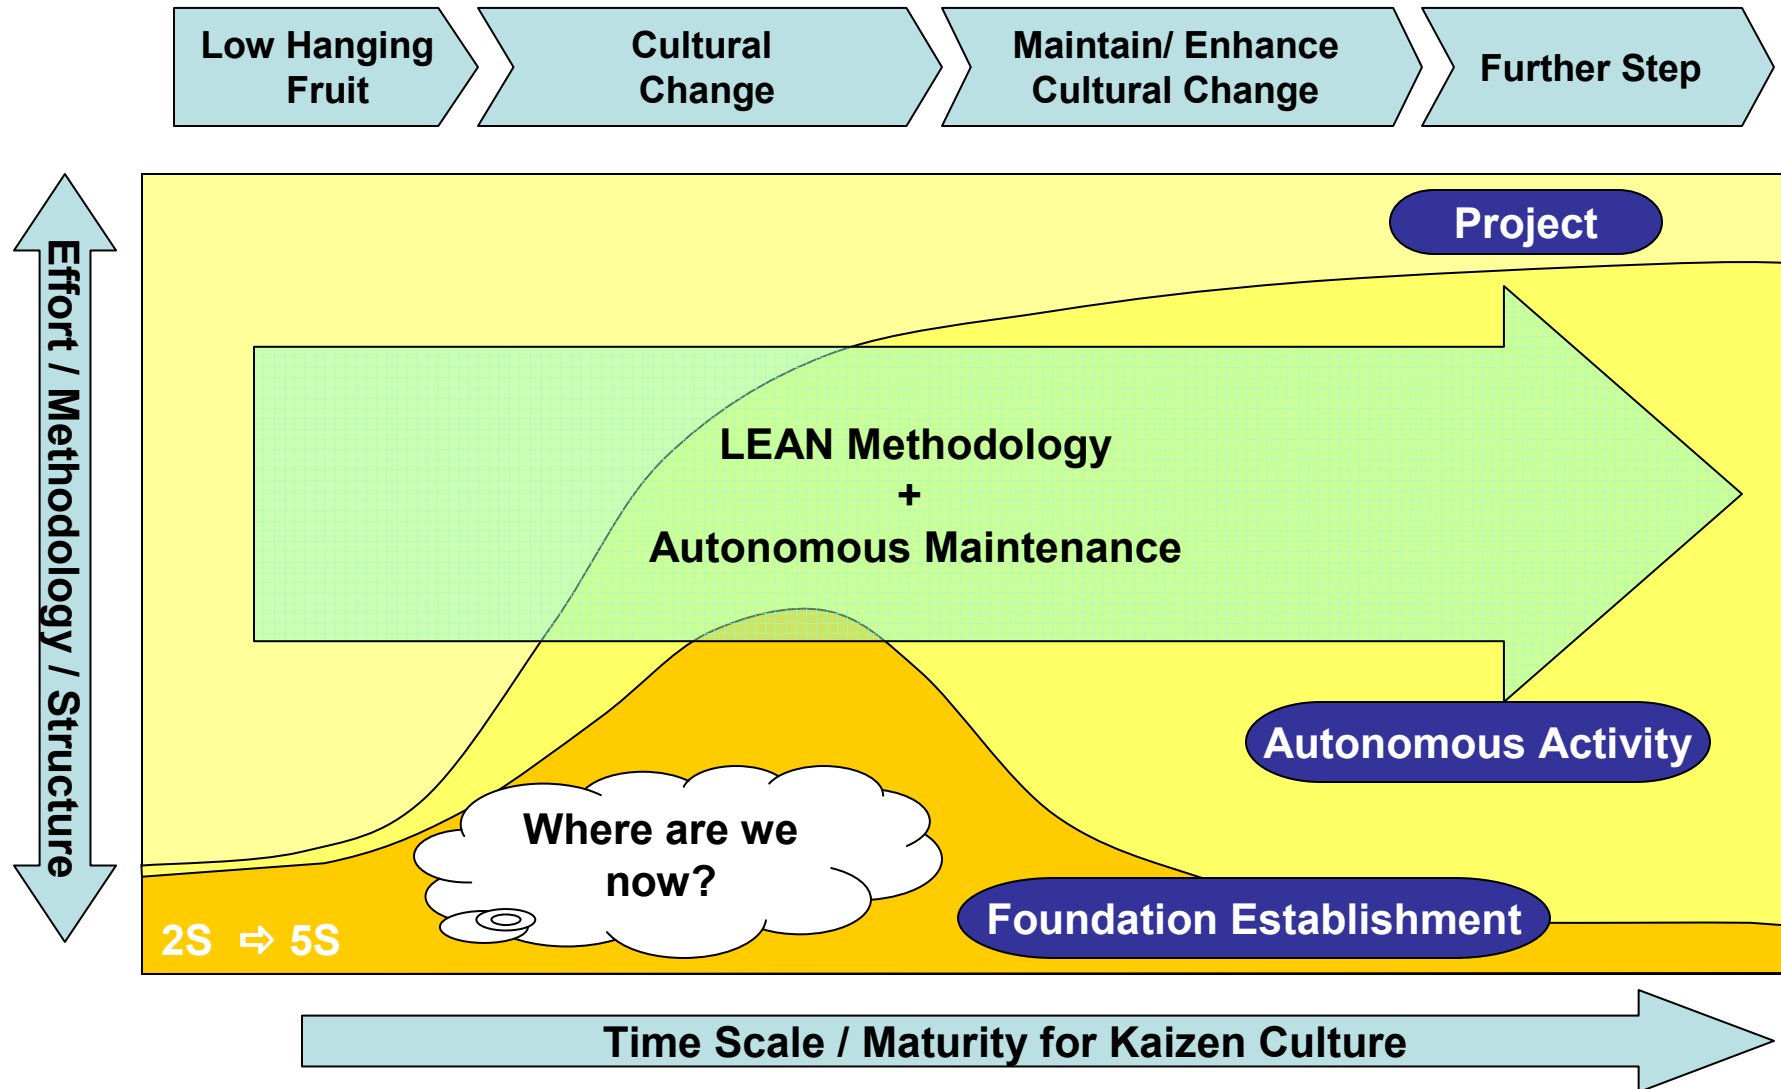 Low Hanging
Fruit
Cultural
Change
Maintain/ Enhance
Cultural Change
Further Step
Effort / Methodology / Structure
Project
LEAN Methodology
+
Autonomous Maintenance
Autonomous Activity
Where are we
now?
Foundation Establishment
2S ⇨ 5S
Time Scale / Maturity for Kaizen Culture